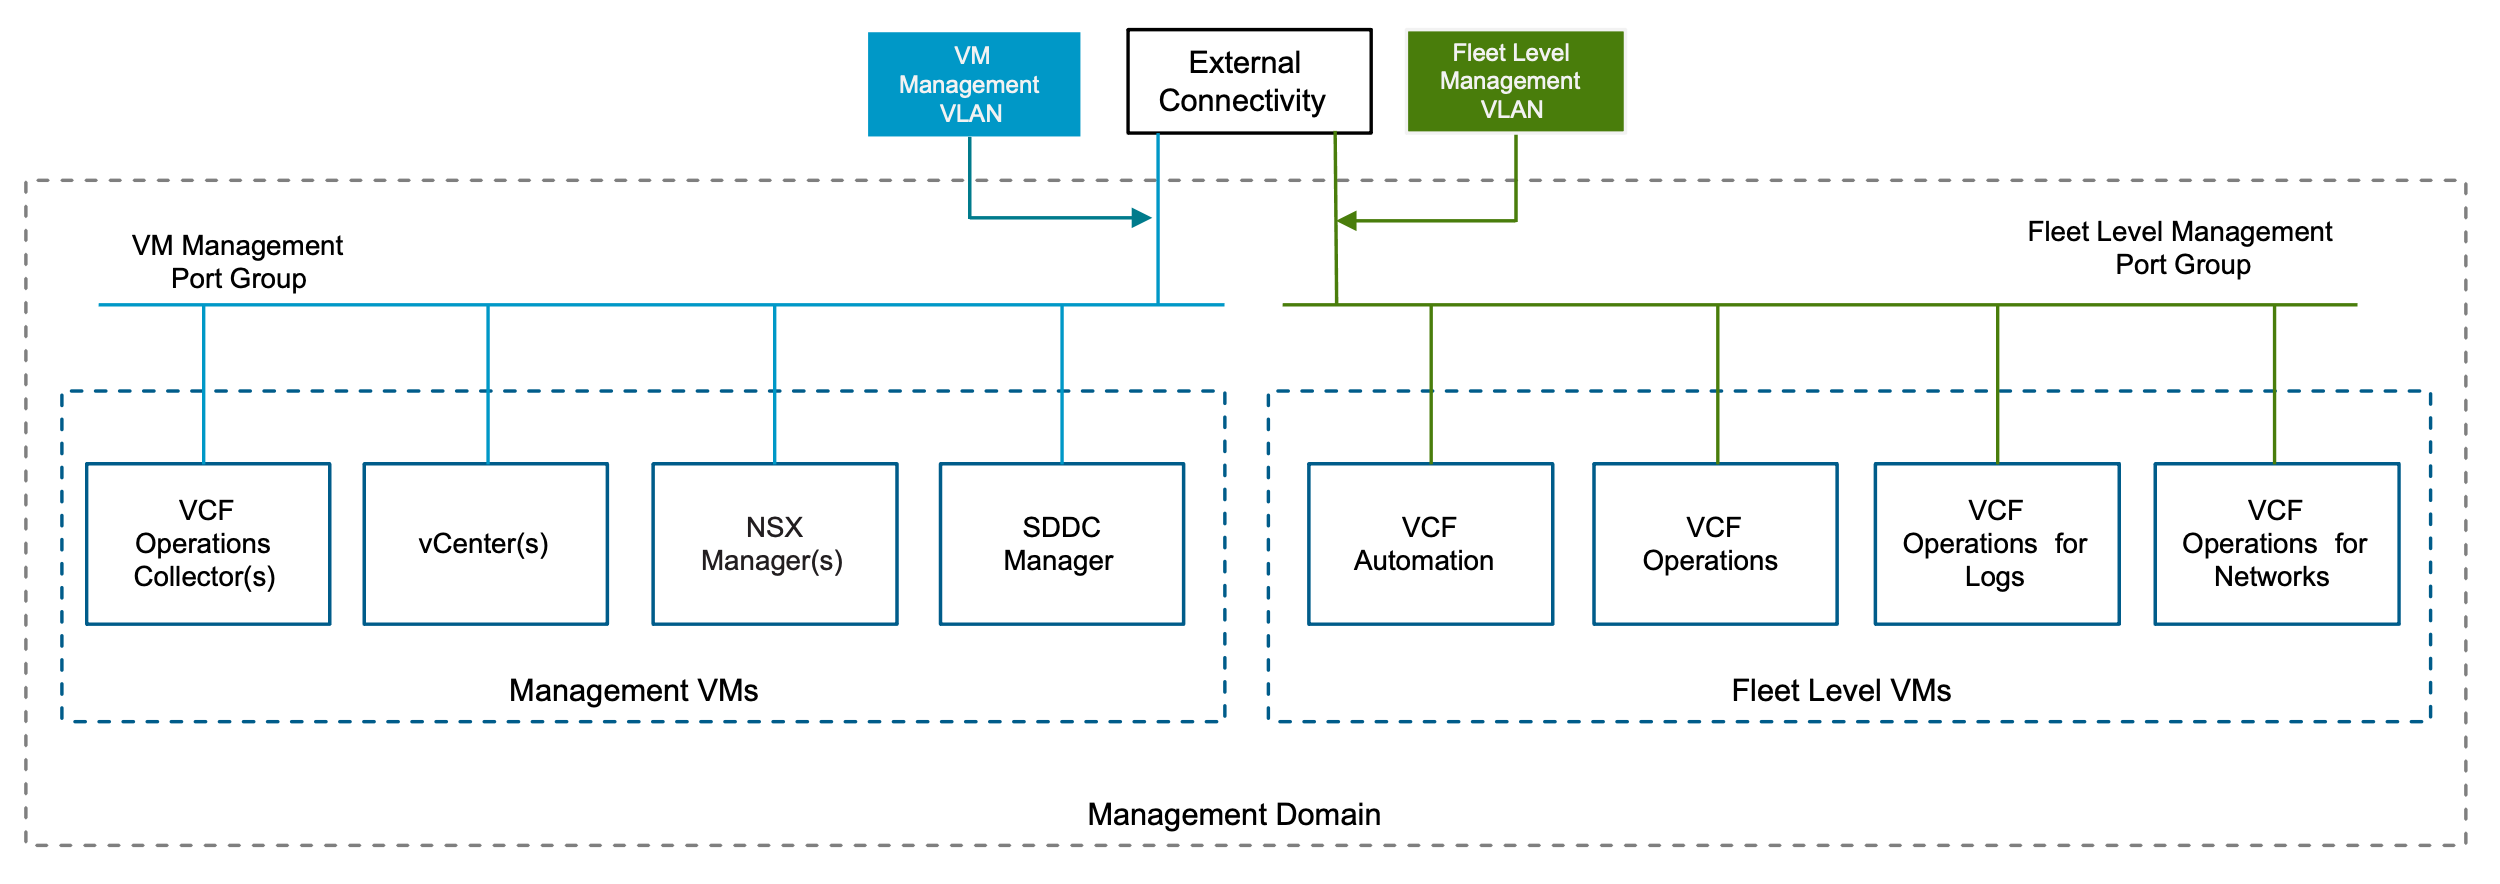 VM
Management
VLAN
External
Connectivity
Fleet Level
Management
VLAN
VM Management
Port Group
Fleet Level Management
Port Group
VCF
Operations
Collector(s)
vCenter(s)
NSX
Manager(s)
SDDC
Manager
VCF
Automation
VCF
Operations
VCF
Operations for
Logs
VCF
Operations for
Networks
Management VMs
Fleet Level VMs
Management Domain